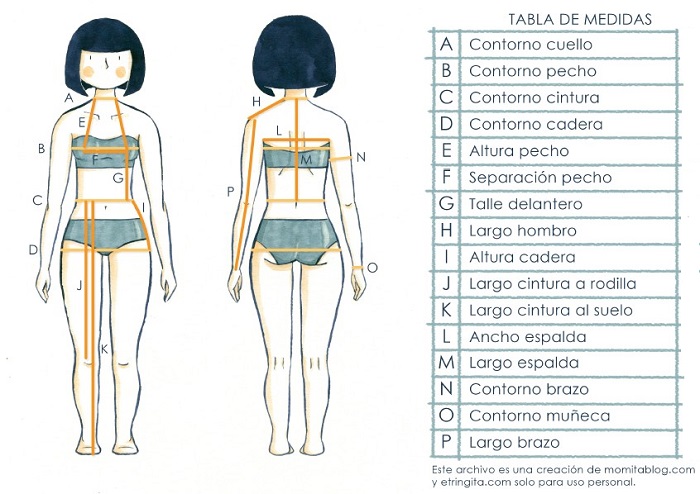 TABLA DE MEDIDAS
A Contorno cuello
B Contorno pecho
C Contorno cintura
D Contorno cadera
E Altura pecho
F Separación pecho
G Talle delantero
H Largo hombro
I Altura cadera
J Largo cintura a rodilla
K Largo cintura al suelo
L Ancho espalda
M Largo espalda
N Contorno brazo
O Contorno muñeca
P Largo brazo
Este archivo es una creación de momitablog.com
y etringita.com solo para uso personal.
A
E
B
F
G
C
I
D
J
K
H
L
M
N
P
O